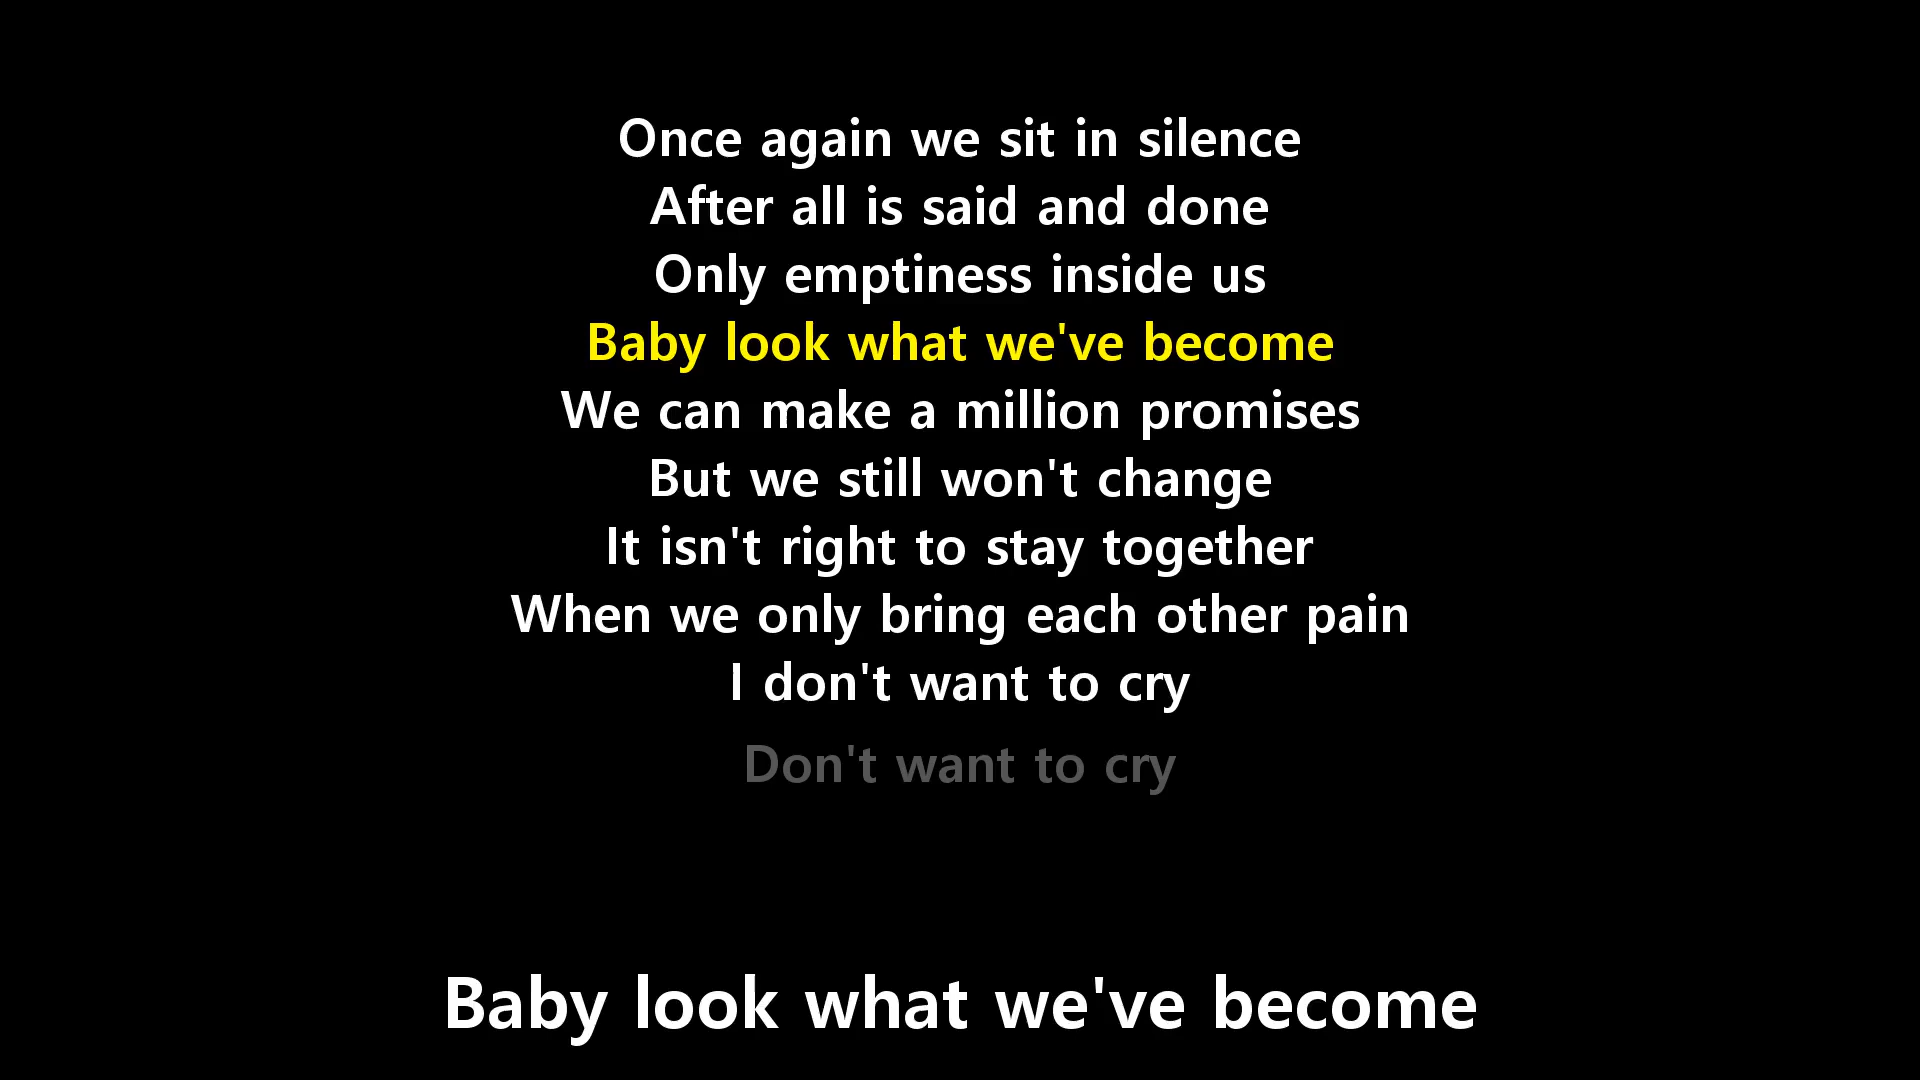 Once again we sit in silence
After all is said and done
Only emptiness inside us
Baby look what we've become
We can make a million promises
But we still won't change
It isn't right to stay together
When we only bring each other pain
I don't want to cry
Don't want to cry
Baby look what we've become